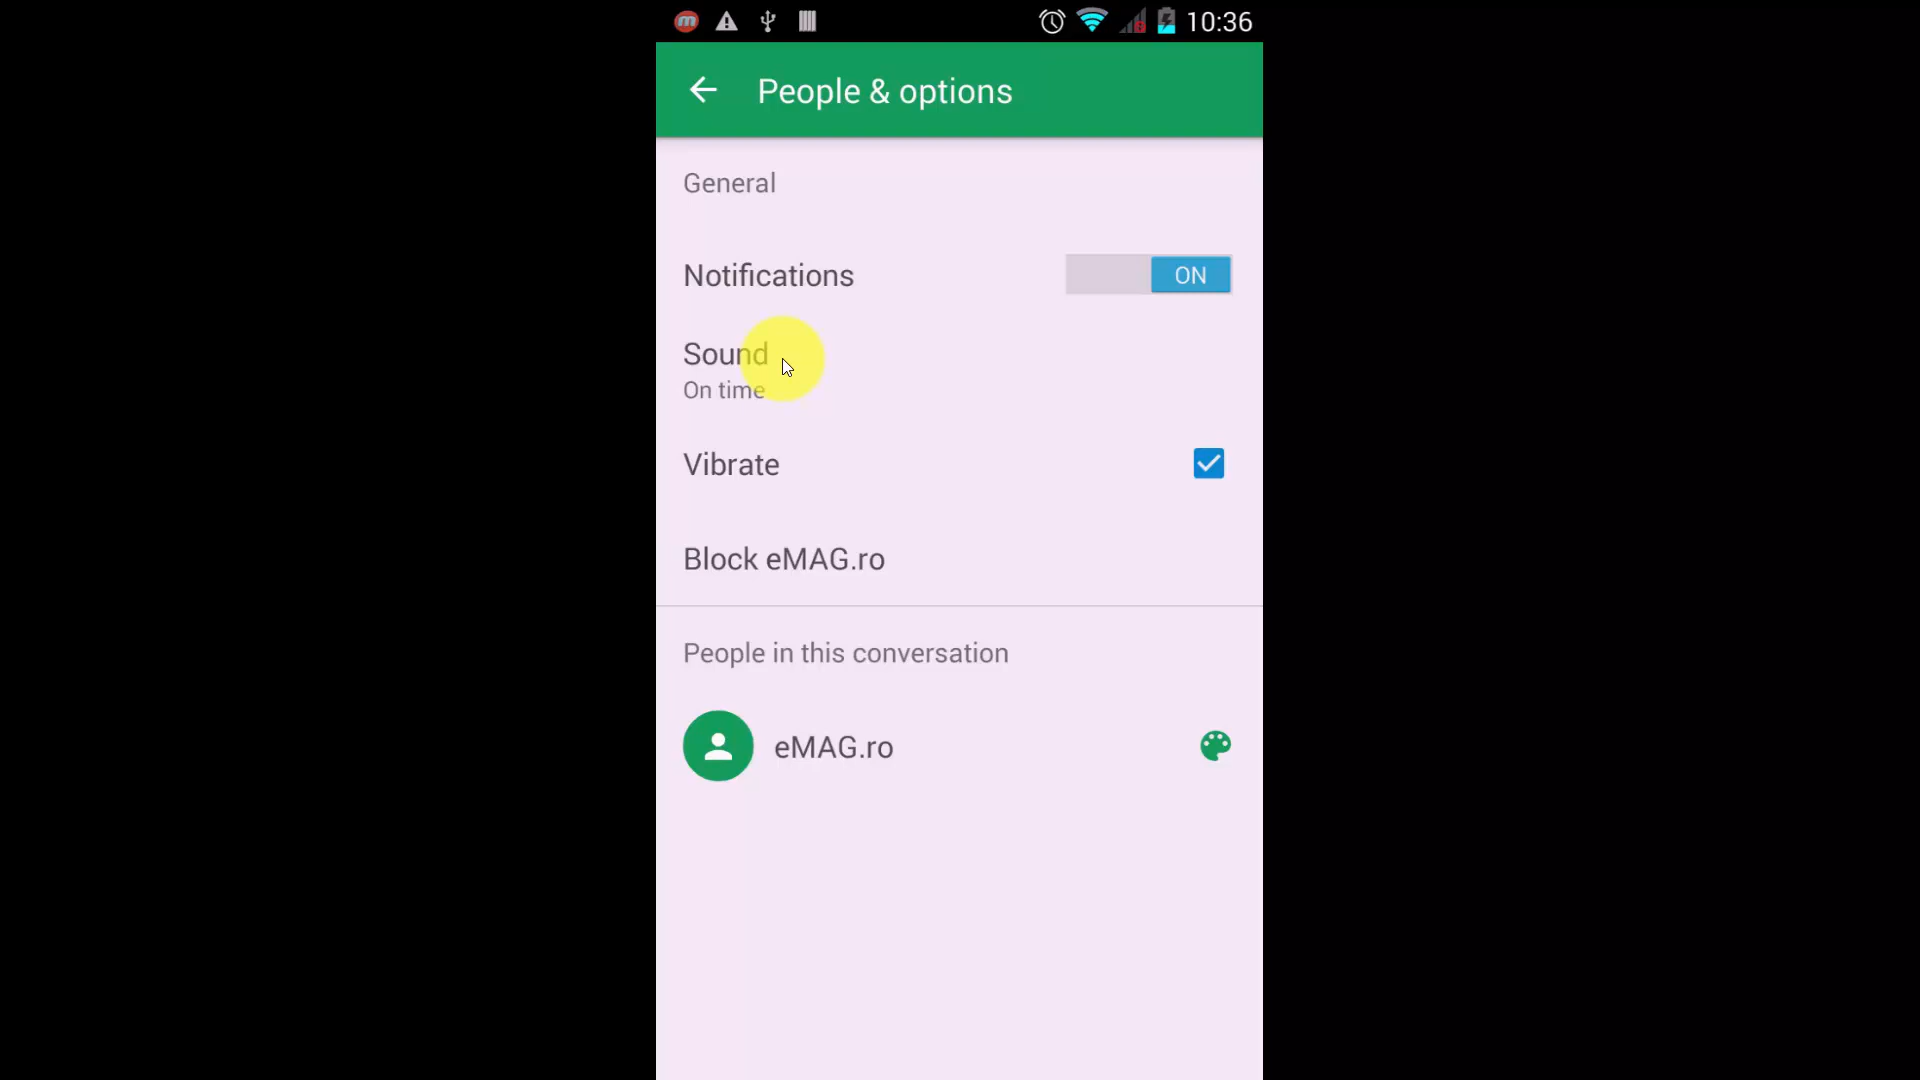 10:36
People & options
General
Notifications
ON
Sound
On time
Vibrate
Block eMAG.ro
People in this conversation
eMAG.ro